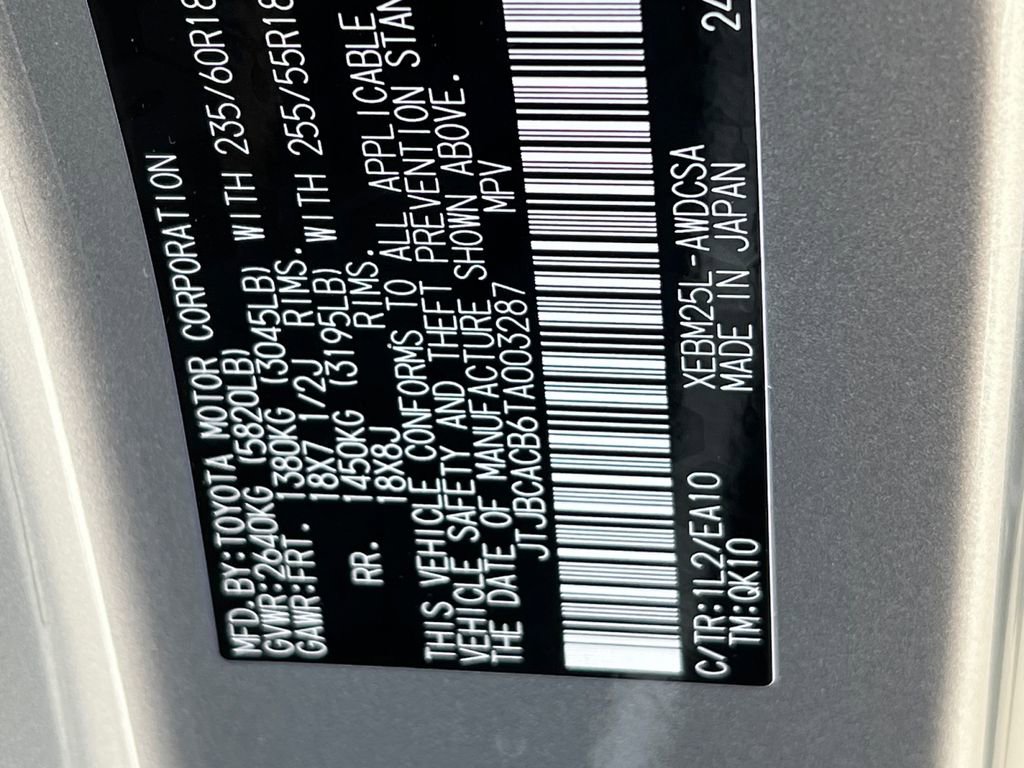 MFD.BY:TOYOTA MOTOR CORPORATION
GVWR:2640KG (5820LB)
GAWR:FRT. 1380KG (3045LB) WITH 235/60R18
18X7 1/2J RIMS.
RR. 1450KG (3195LB) WITH 255/55R18
18X8J RIMS.
THIS VEHICLE CONFORMS TO ALL APPLICABLE
VEHICLE SAFETY AND THEFT PREVENTION STAN
THE DATE OF MANUFACTURE SHOWN ABOVE.
JTJBCACB6TA003287 MPV
C/TR:1L2/EA10 XEBM25L-AWDCSA 24
TM:QK10 MADE IN JAPAN